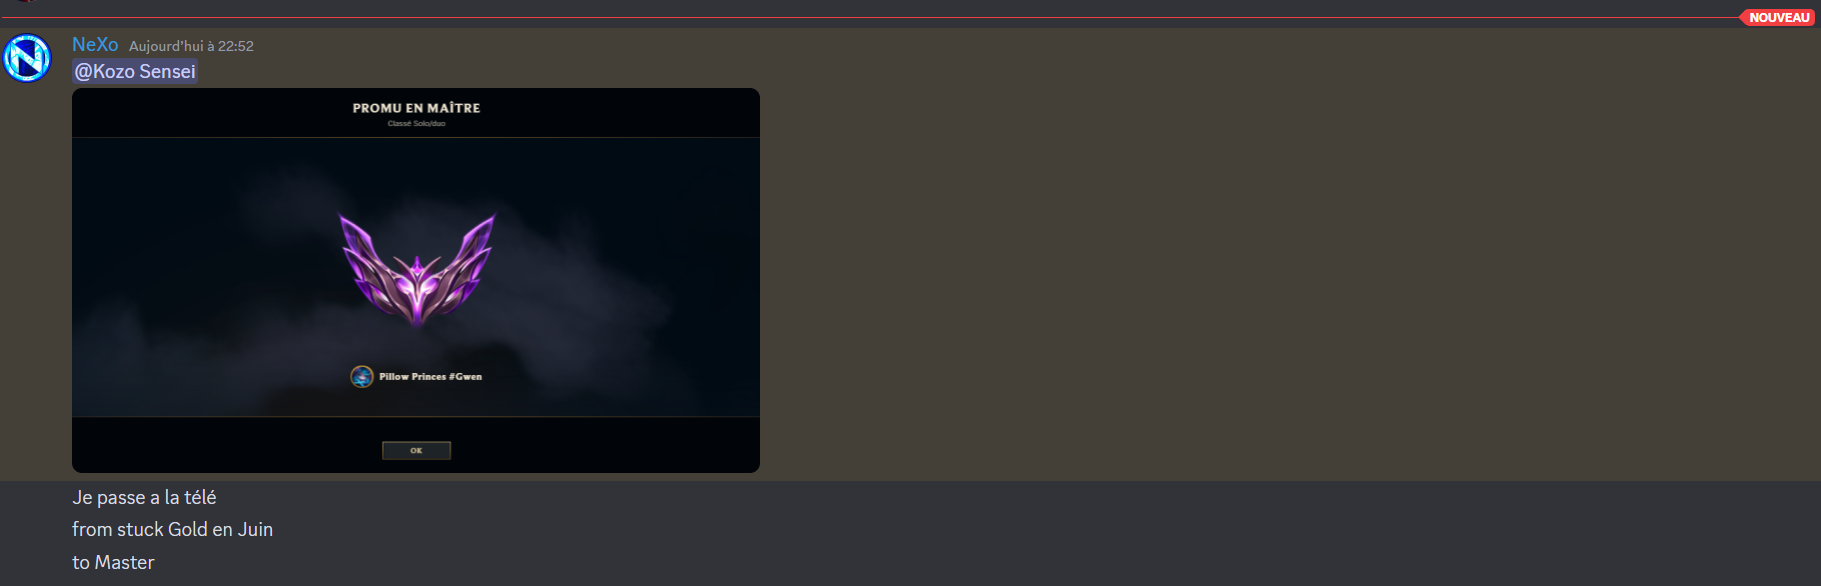 NOUVEAU
NeXo Aujourd'hui à 22:52
@Kozo Sensei
PROMU EN MAÎTRE
Classé Solo/duo
Pillow Princes #Gwen
OK
Je passe a la télé
from stuck Gold en Juin
to Master